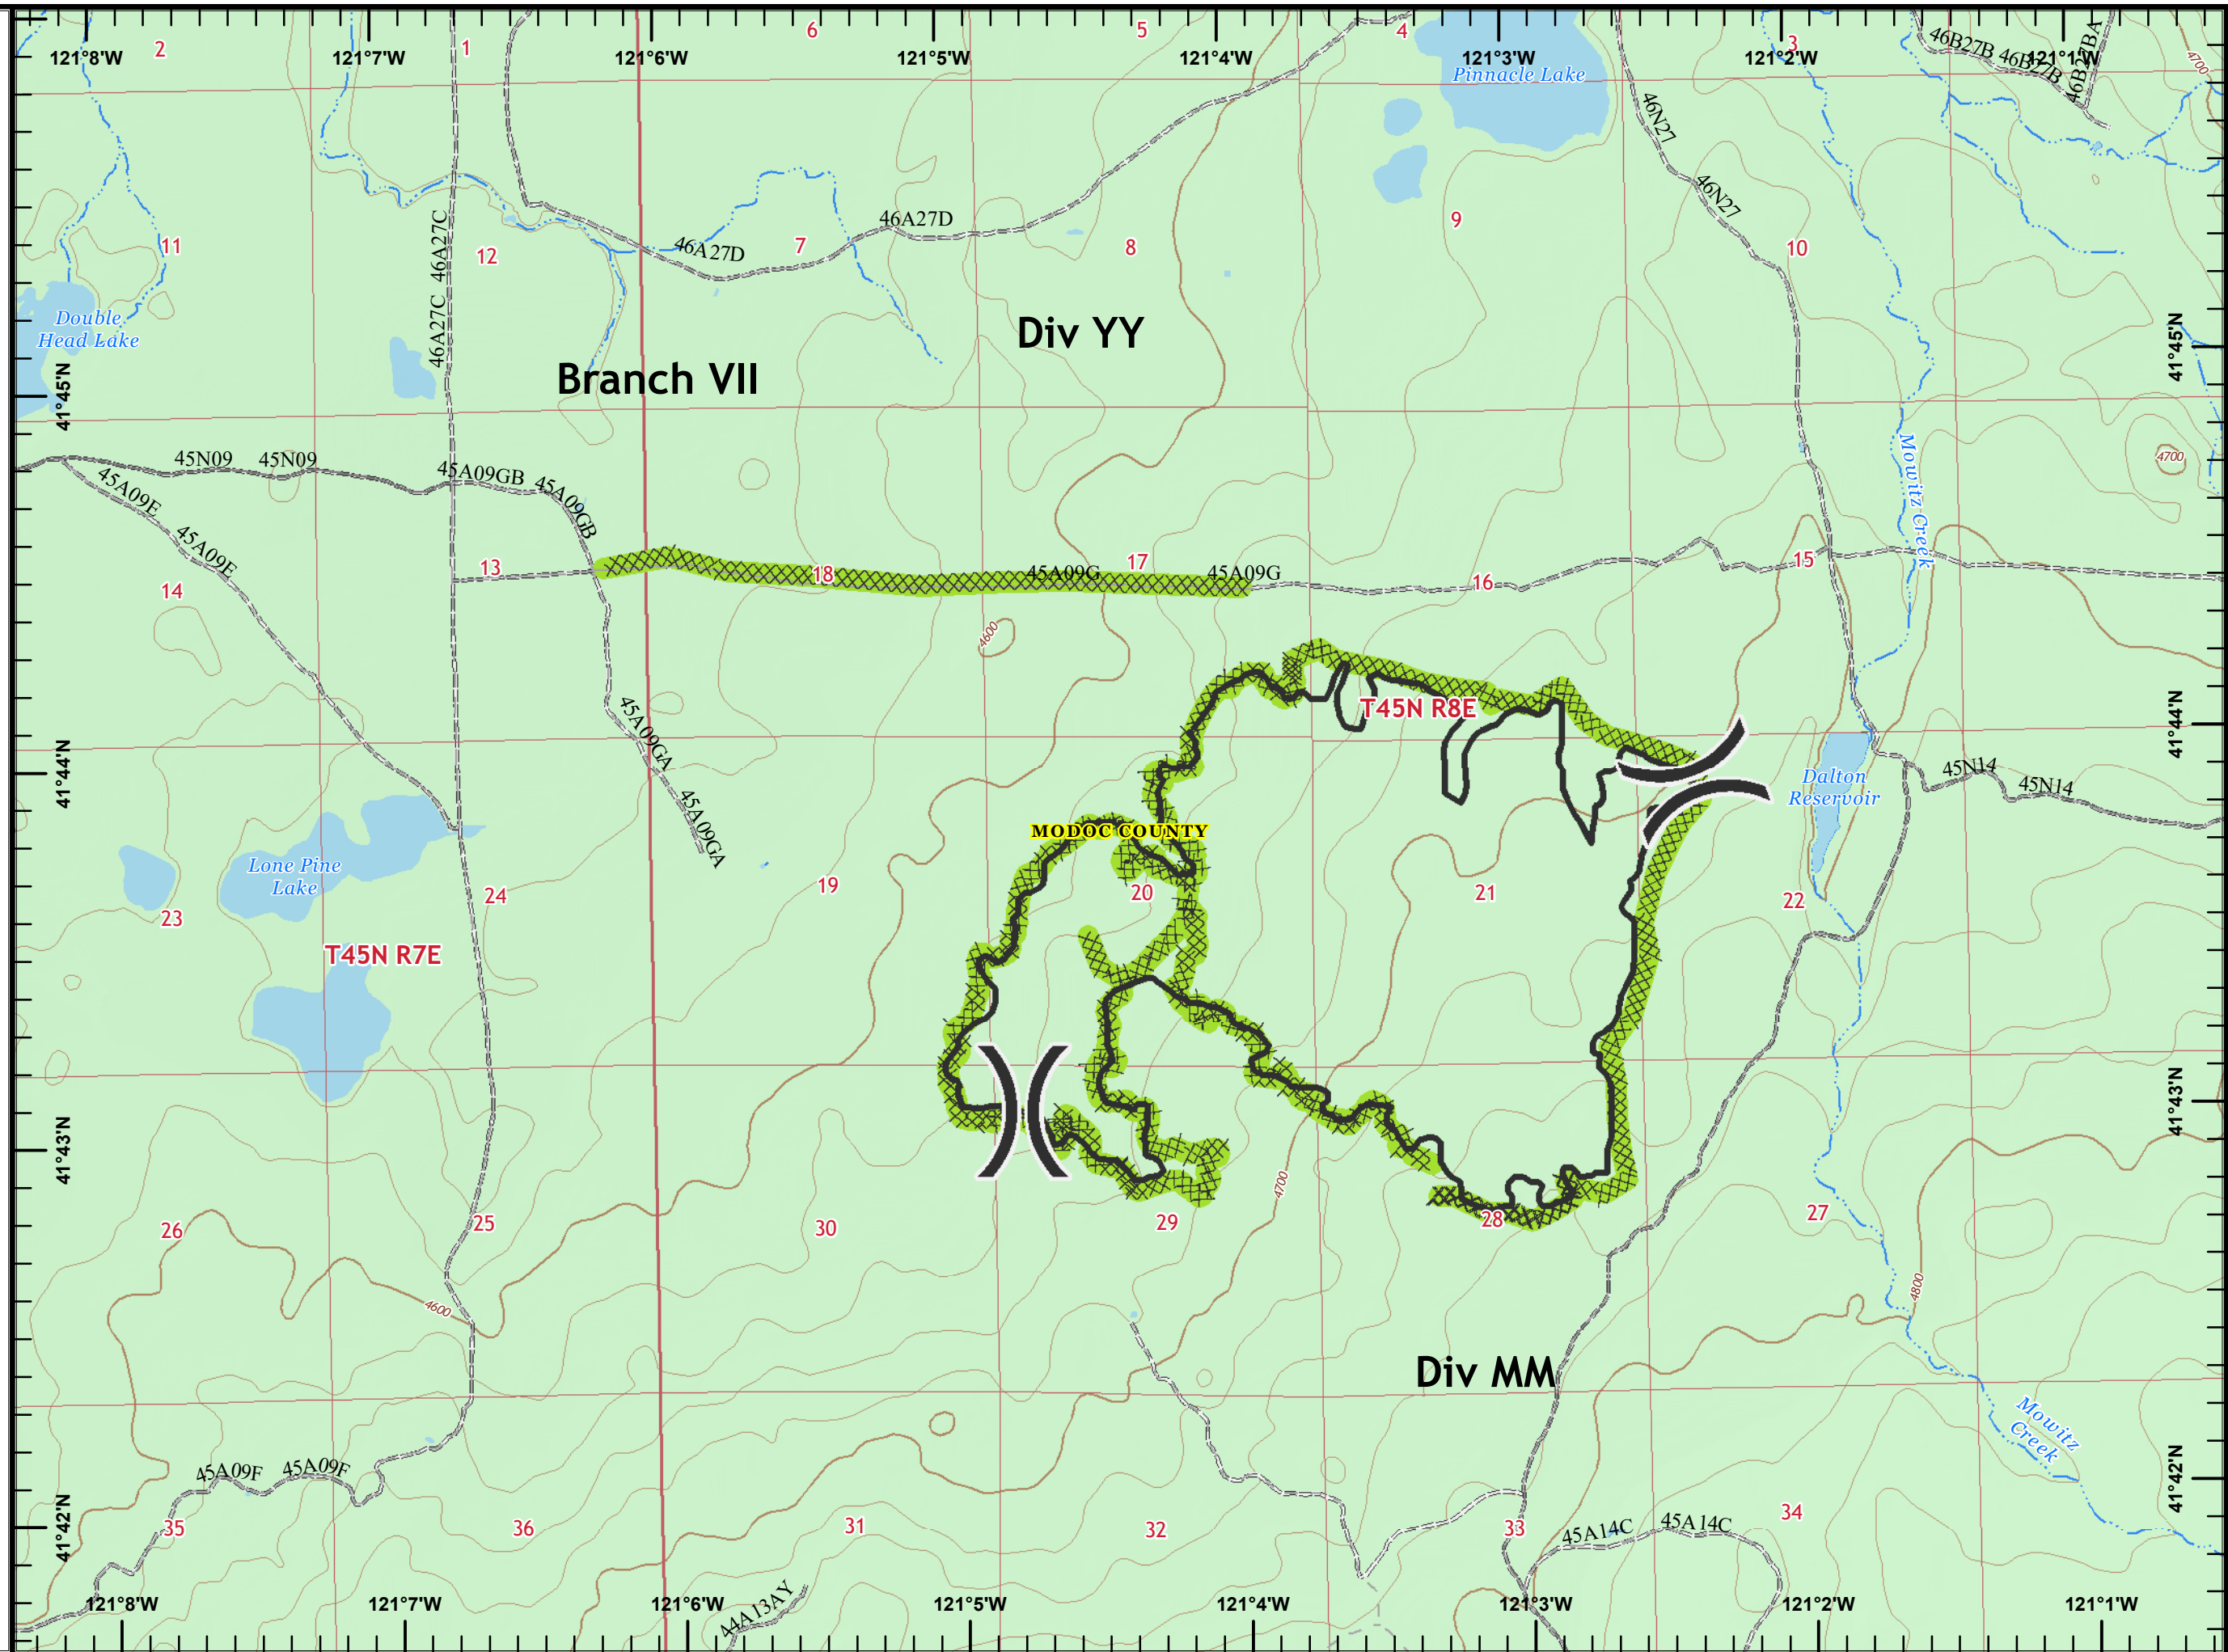 2
1
6
5
4
3
121°8'W
121°7'W
121°6'W
121°5'W
121°4'W
121°3'W
121°2'W
121°1'W
46B27B
46B27B
46B27BA
4700
Pinnacle Lake
46N27
46N27
11
12
7
8
9
10
46A27C
46A27C
46A27D
46A27D
Double
Head Lake
Div YY
Branch VII
41°45'N
41°45'N
45N09
45N09
45A09GB
45A09GB
45A09E
45A09E
Mowitz Creek
4700
14
13
18
17
16
15
45A09G
45A09G
4600
45A09GA
45A09GA
T45N R8E
41°44'N
41°44'N
Dalton
Reservoir
45N14
45N14
MODOC COUNTY
Lone Pine
Lake
23
24
19
20
21
22
T45N R7E
41°43'N
41°43'N
26
25
30
29
28
27
4700
4600
4800
Div MM
Mowitz
Creek
45A09F
45A09F
41°42'N
41°42'N
35
36
31
32
33
34
45A14C
45A14C
44A13AY
121°8'W
121°7'W
121°6'W
121°5'W
121°4'W
121°3'W
121°2'W
121°1'W